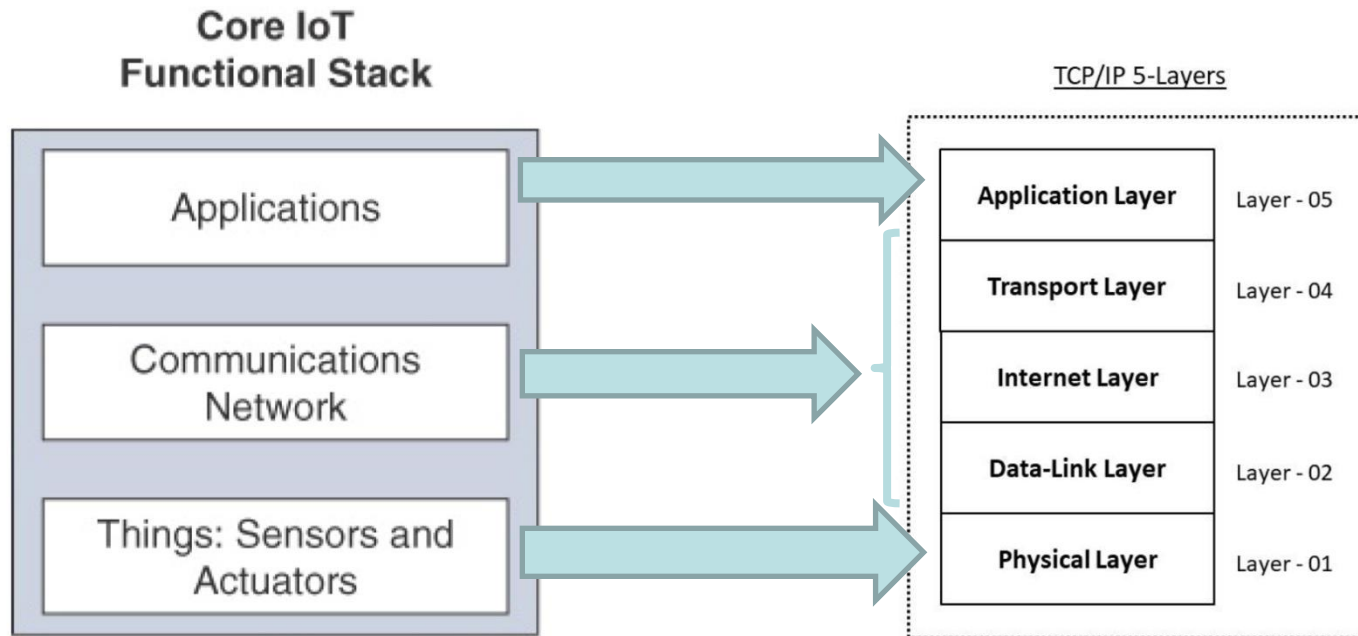 Core IoT
Functional Stack
Applications
Communications
Network
Things: Sensors and
Actuators
TCP/IP 5-Layers
Application Layer
Layer - 05
Transport Layer
Layer - 04
Internet Layer
Layer - 03
Data-Link Layer
Layer - 02
Physical Layer
Layer - 01